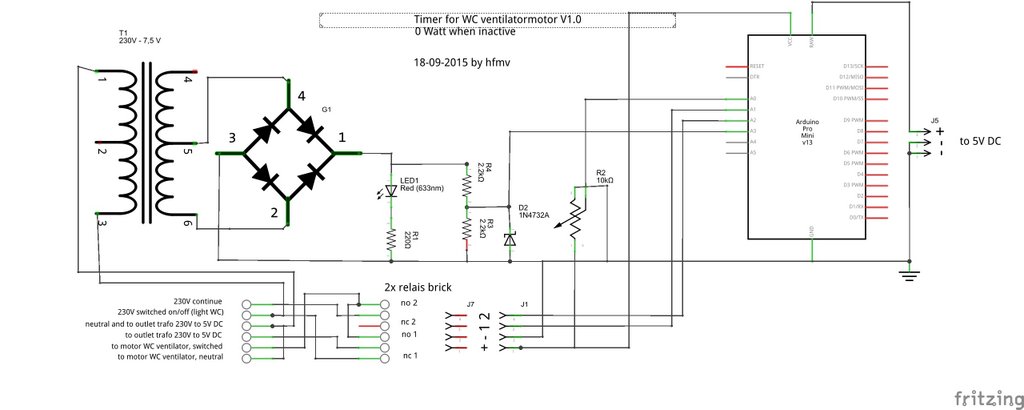 Timer for WC ventilatormotor V1.0
0 Watt when inactive
18-09-2015 by hfmv
T1
230V - 7,5 V
1
2
3
4
5
6
G1
4
3
1
2
LED1
Red (633nm)
R1
220Ω
R4
2.2kΩ
R3
2.2kΩ
D2
1N4732A
R2
10kΩ
VCC
RAW
RESET
DTR
A0
A1
A2
A3
A4
A5
Arduino
Pro
Mini
v13
D13/SCK
D12/MISO
D11 PWM/MOSI
D10 PWM/SS
D9 PWM
D8
D7
D6 PWM
D5 PWM
D4
D3 PWM
D2
D1/RX
D0/TX
GND
J5
+
-
-
to 5V DC
2x relais brick
230V continue
230V switched on/off (light WC)
neutral and to outlet trafo 230V to 5V DC
to outlet trafo 230V to 5V DC
to motor WC ventilator, switched
to motor WC ventilator, neutral
no 2
nc 2
no 1
nc 1
J7
+ - 1 2
J1
fritzing